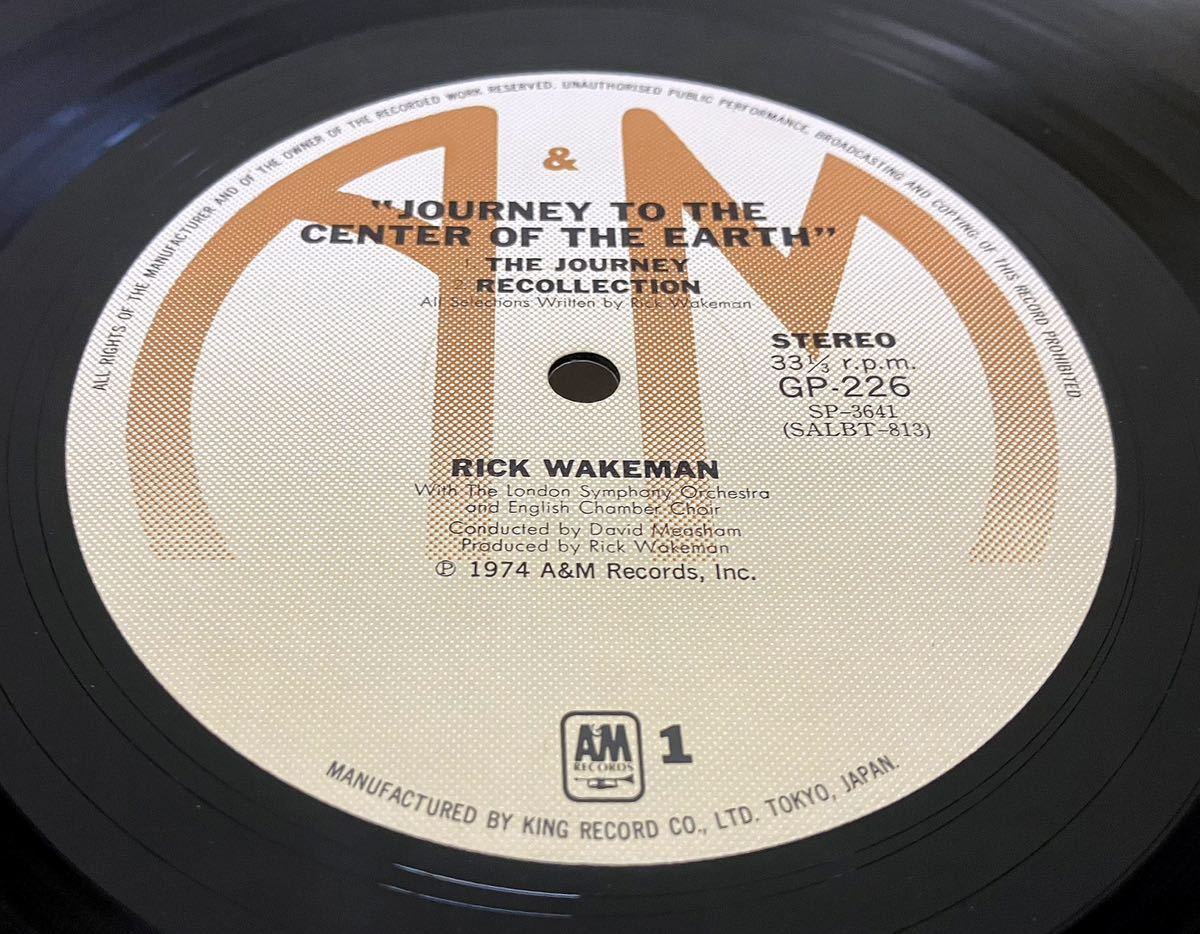 ALL RIGHTS OF THE MANUFACTURER AND OF THE OWNER OF THE RECORDED WORK RESERVED. UNAUTHORISED PUBLIC PERFORMANCE, BROADCASTING AND COPYING OF THIS RECORD PROHIBITED
A & M
"JOURNEY TO THE
CENTER OF THE EARTH"
1. THE JOURNEY
2. RECOLLECTION
All Selections Written by Rick Wakeman
STEREO
33⅓ r.p.m.
GP-226
SP-3641
(SALBT-813)
RICK WAKEMAN
With The London Symphony Orchestra
and English Chamber Choir
Conducted by David Measham
Produced by Rick Wakeman
℗ 1974 A&M Records, Inc.
A&M
RECORDS
1
MANUFACTURED BY KING RECORD CO., LTD. TOKYO, JAPAN.